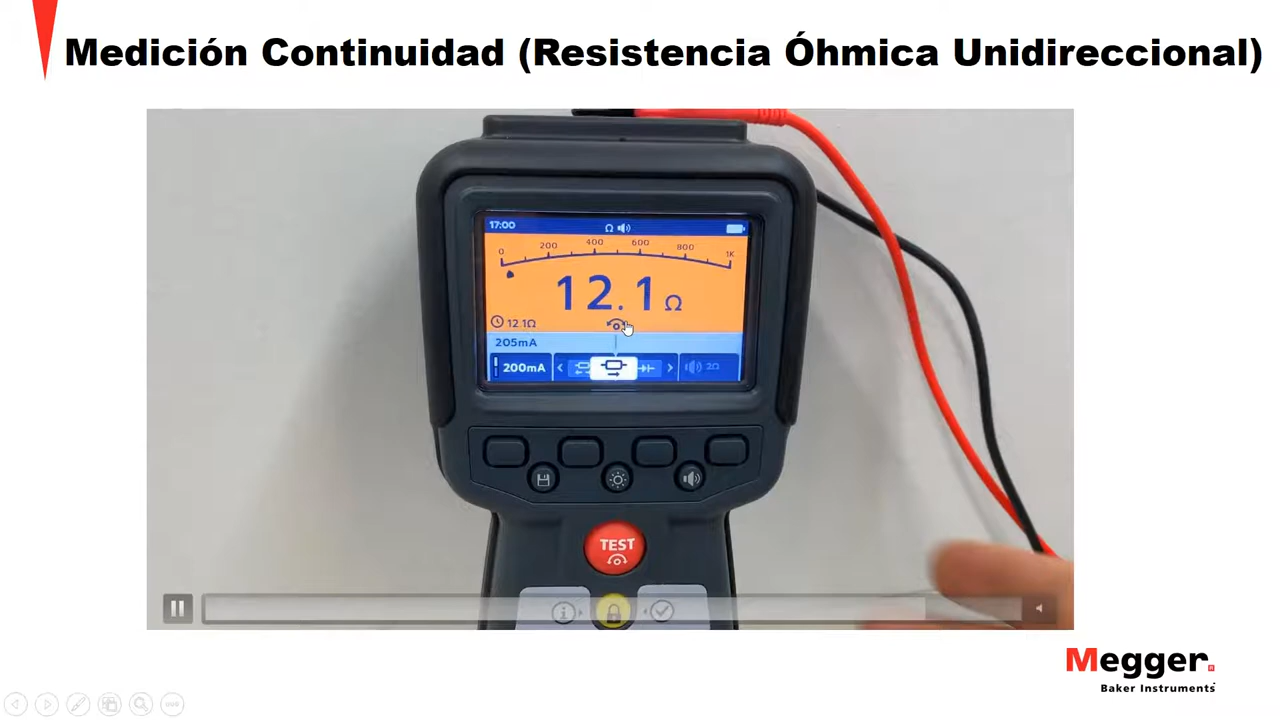 Medición Continuidad (Resistencia Óhmica Unidireccional)
17:00
Ω
0 200 400 600 800 1K
12.1Ω
12.1Ω
205mA
200mA
2Ω
TEST
Megger.
Baker Instruments